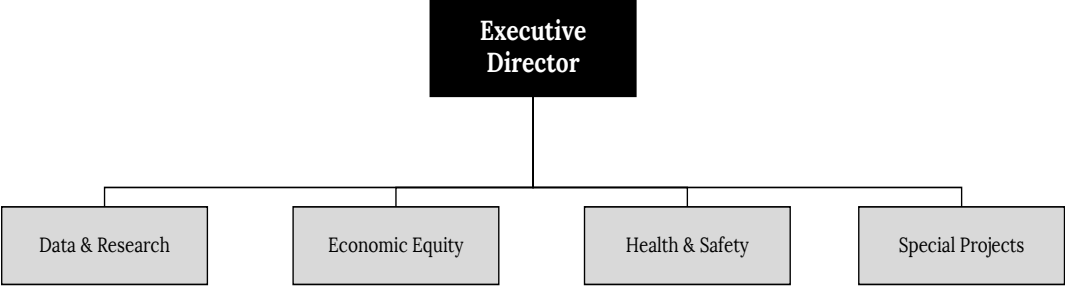 Executive
Director
Data & Research
Economic Equity
Health & Safety
Special Projects